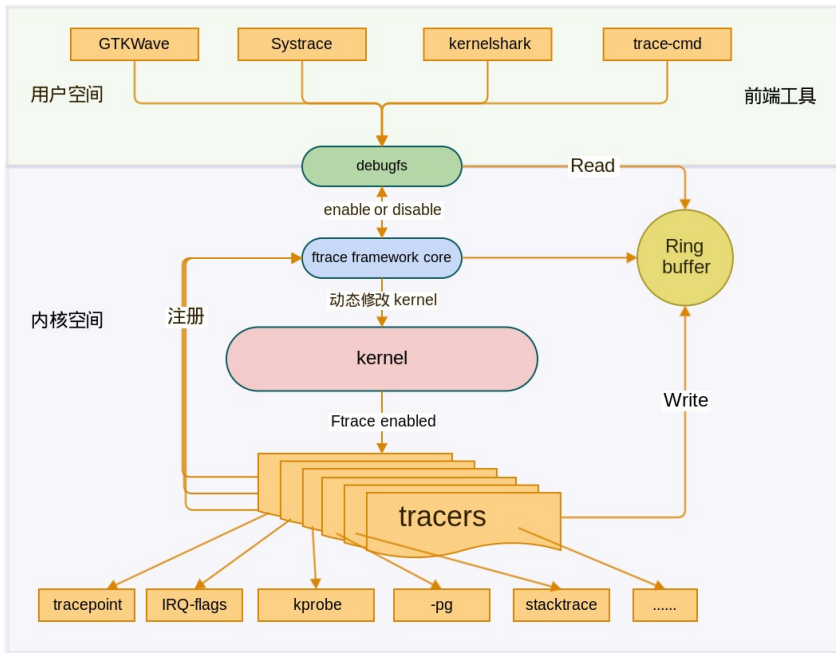 GTKWave
Systrace
kernelshark
trace-cmd
用户空间
前端工具
debugfs
Read
enable or disable
ftrace framework core
Ring
buffer
动态修改 kernel
注册
内核空间
kernel
Write
Ftrace enabled
tracers
tracepoint
IRQ-flags
kprobe
-pg
stacktrace
......